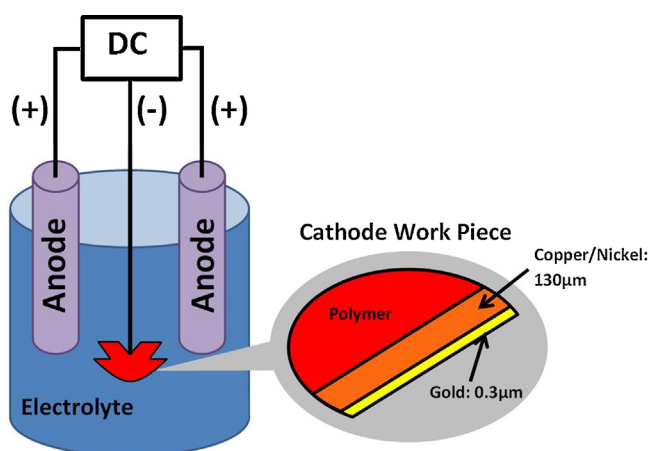 DC
(+)
(-)
(+)
Anode
Anode
Electrolyte
Cathode Work Piece
Copper/Nickel:
130µm
Polymer
Gold: 0.3µm